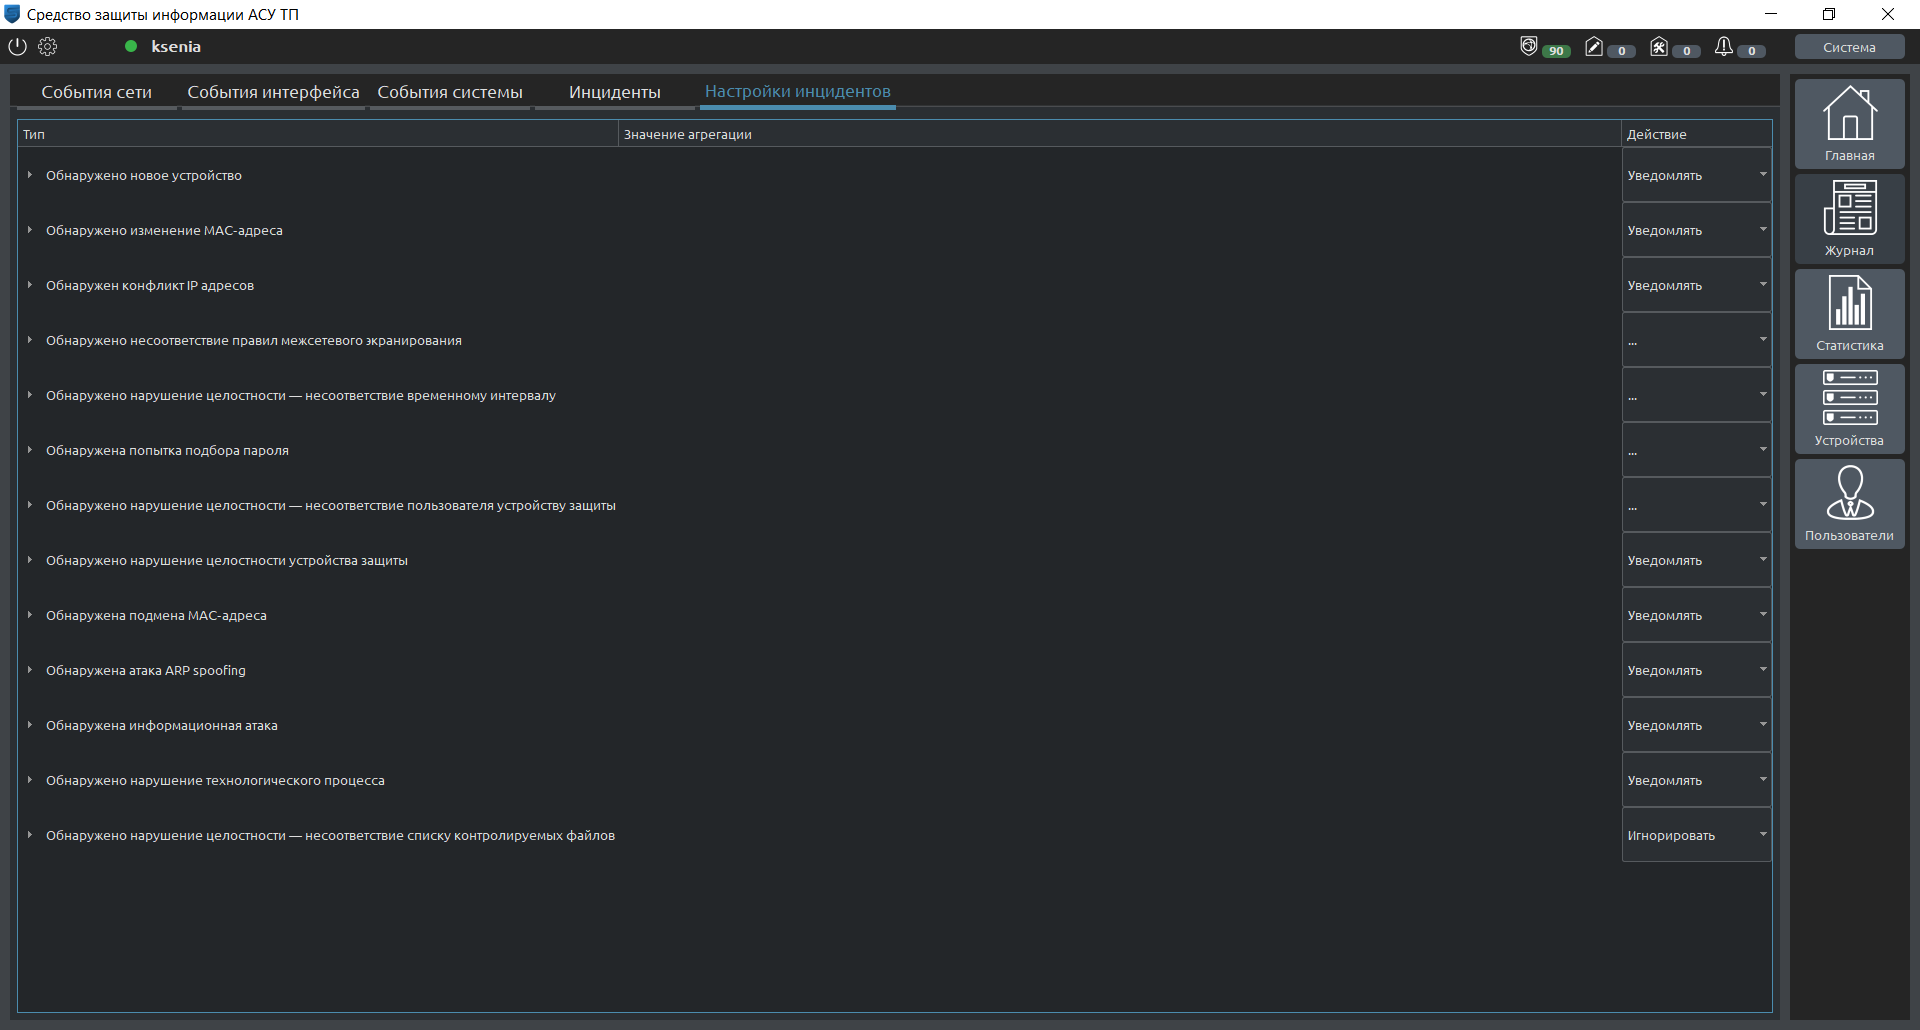 Средство защиты информации АСУ ТП
ksenia
90
0
0
0
Система
События сети
События интерфейса
События системы
Инциденты
Настройки инцидентов
Тип
Значение агрегации
Действие
Обнаружено новое устройство
Уведомлять
Обнаружено изменение MAC-адреса
Уведомлять
Обнаружен конфликт IP адресов
Уведомлять
Обнаружено несоответствие правил межсетевого экранирования
...
Обнаружено нарушение целостности — несоответствие временному интервалу
...
Обнаружена попытка подбора пароля
...
Обнаружено нарушение целостности — несоответствие пользователя устройству защиты
...
Обнаружено нарушение целостности устройства защиты
Уведомлять
Обнаружена подмена MAC-адреса
Уведомлять
Обнаружена атака ARP spoofing
Уведомлять
Обнаружена информационная атака
Уведомлять
Обнаружено нарушение технологического процесса
Уведомлять
Обнаружено нарушение целостности — несоответствие списку контролируемых файлов
Игнорировать
Главная
Журнал
Статистика
Устройства
Пользователи